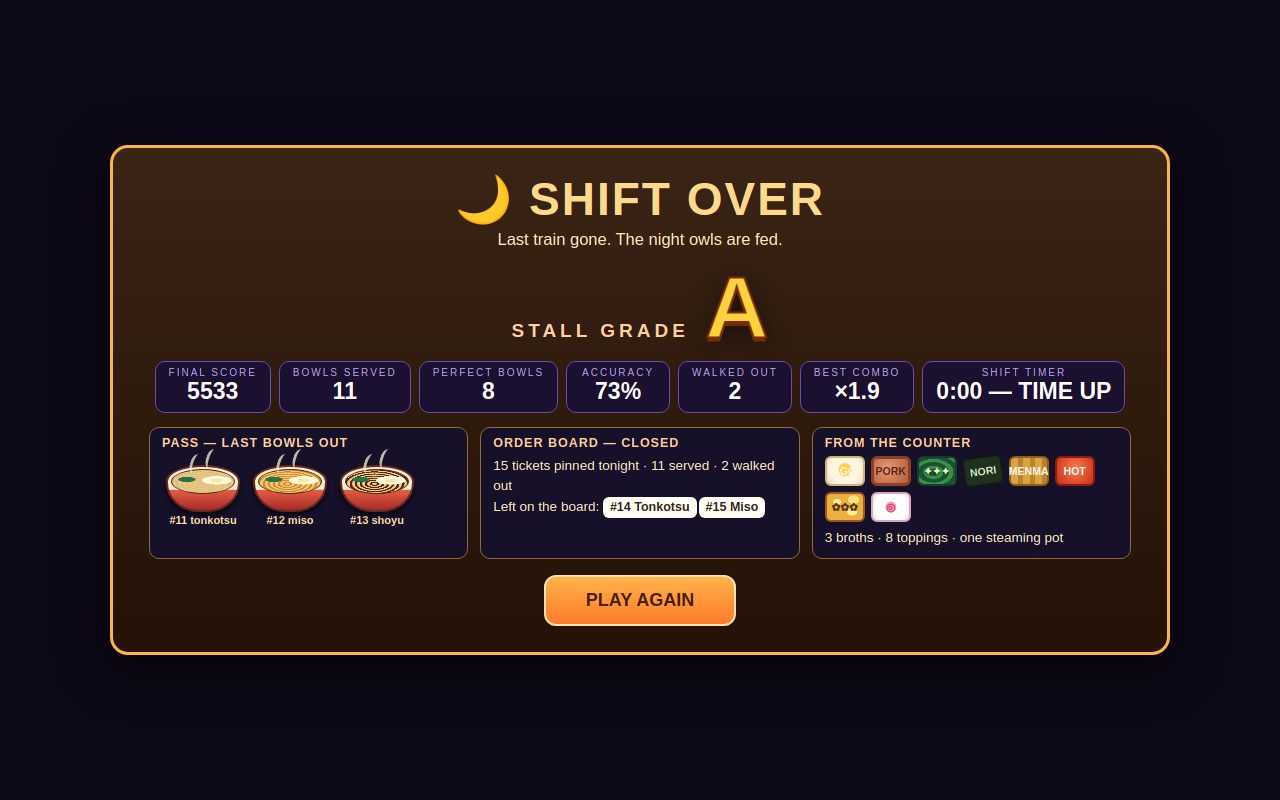 SHIFT OVER
Last train gone. The night owls are fed.
STALL GRADE A
FINAL SCORE
5533
BOWLS SERVED
11
PERFECT BOWLS
8
ACCURACY
73%
WALKED OUT
2
BEST COMBO
×1.9
SHIFT TIMER
0:00 — TIME UP
PASS — LAST BOWLS OUT
#11 tonkotsu
#12 miso
#13 shoyu
ORDER BOARD — CLOSED
15 tickets pinned tonight · 11 served · 2 walked
out
Left on the board: #14 Tonkotsu #15 Miso
FROM THE COUNTER
PORK
NORI
MENMA
HOT
3 broths · 8 toppings · one steaming pot
PLAY AGAIN